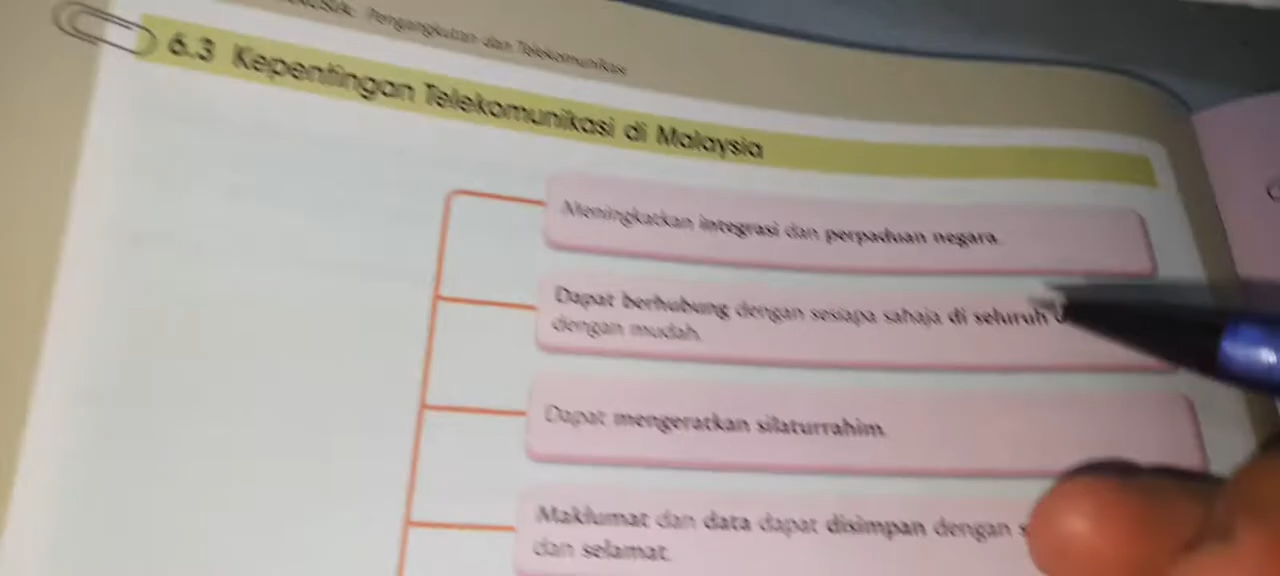 Pengangkutan dan Telekomunikasi
6.3 Kepentingan Telekomunikasi di Malaysia
Meningkatkan integrasi dan perpaduan negara.
Dapat berhubung dengan sesiapa sahaja di seluruh
dengan mudah.
Dapat mengeratkan silaturrahim.
Maklumat dan data dapat disimpan dengan
dan selamat.